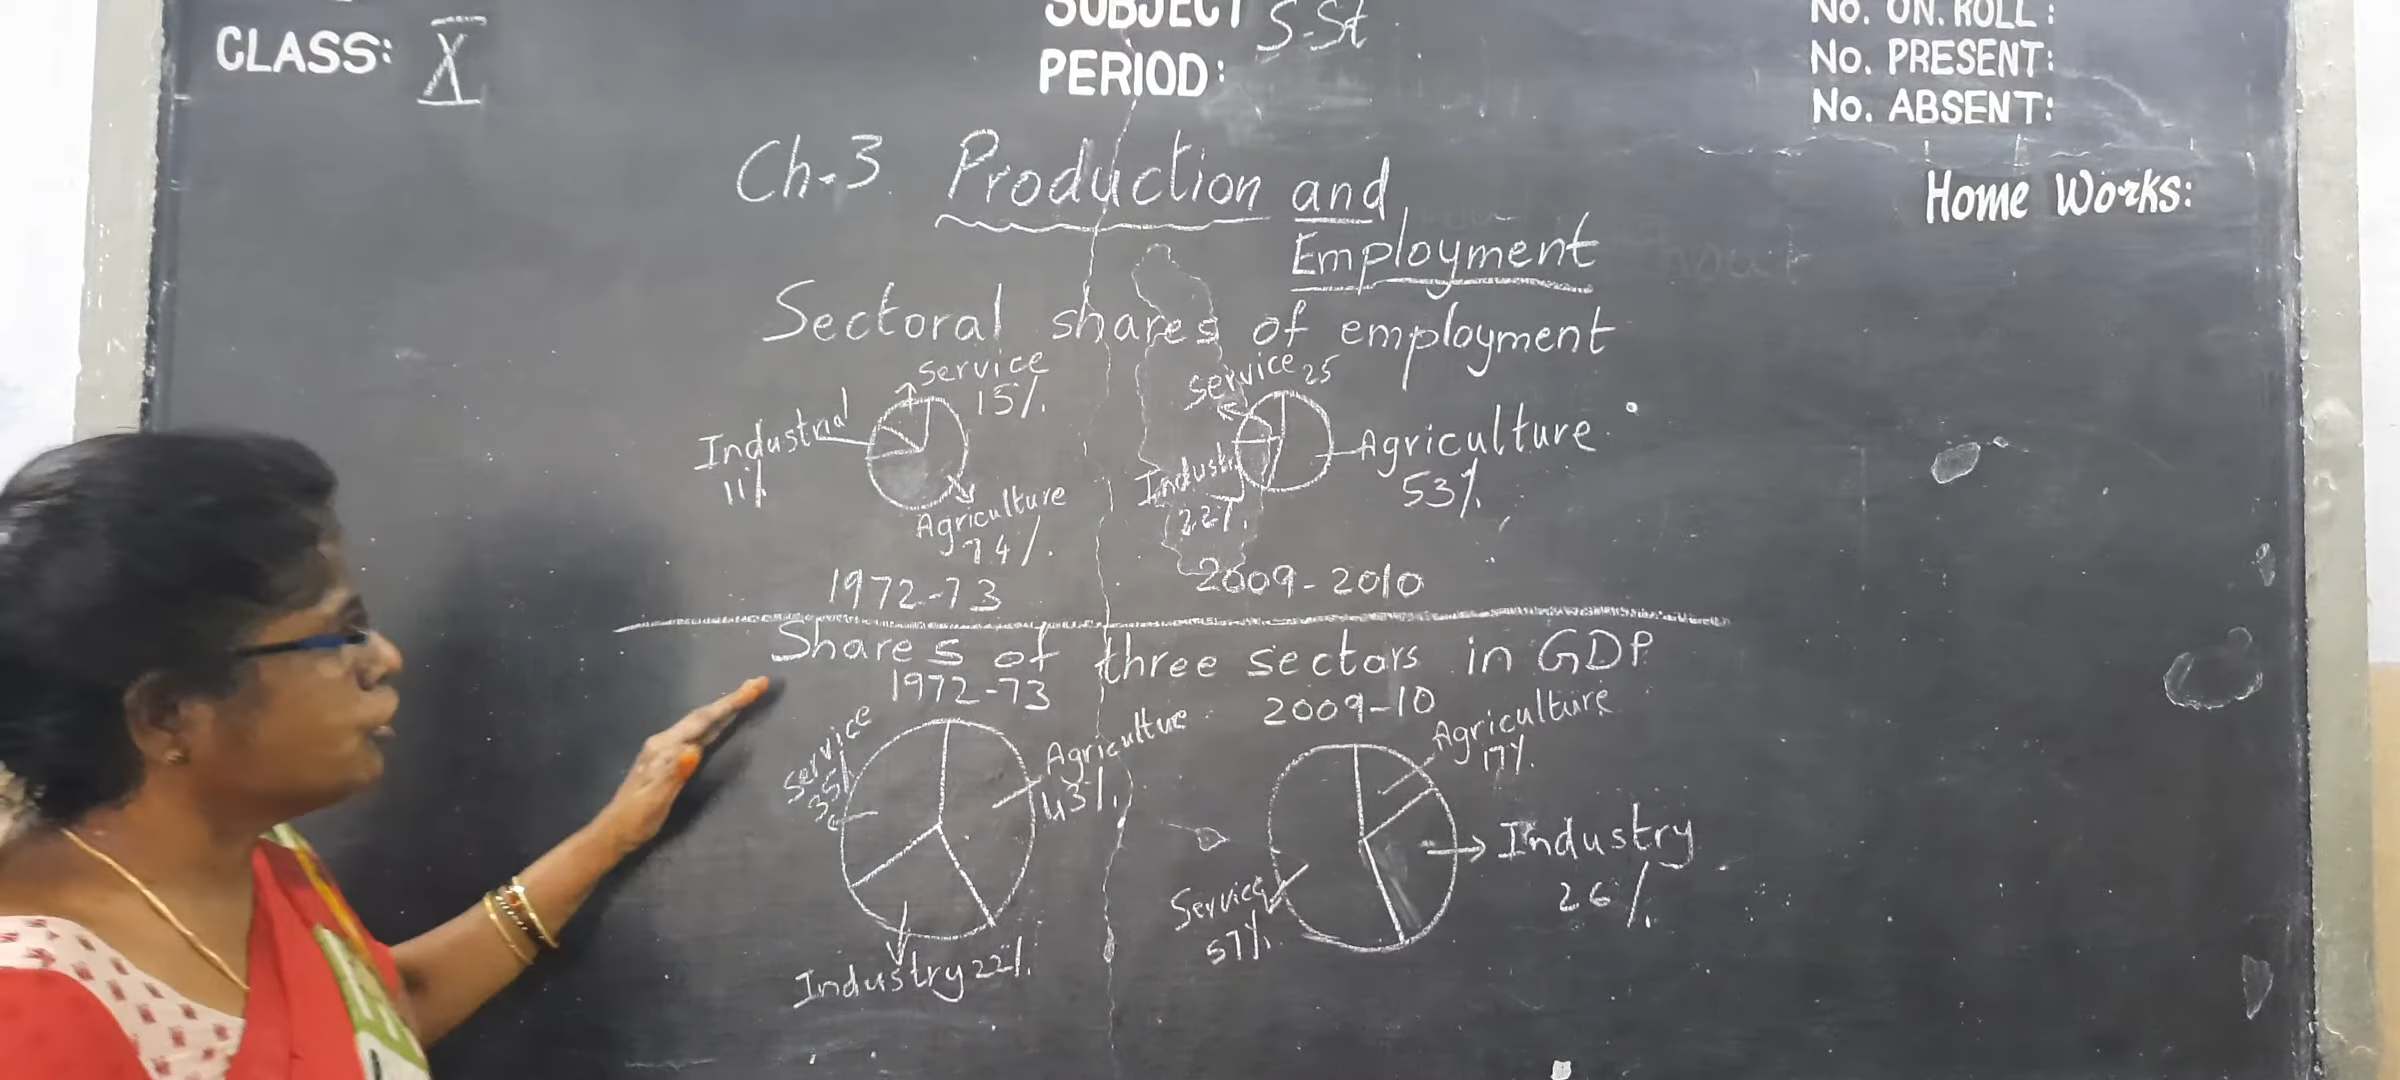 CLASS: X
SUBJECT S.St
PERIOD:
No. ON. ROLL:
No. PRESENT:
No. ABSENT:
Home Works:
Ch-3. Production and
Employment
Sectoral shares of employment
Service
15%.
Industrial
11%
Agriculture
74%.
1972-73
Service 25
Industry
22%.
Agriculture
53%.
2009-2010
Shares of three sectors in GDP
1972-73
Service
35%
Agricultue
43%.
Industry 22%.
2009-10
Agriculture
17%.
Industry
26%.
Service
57%.